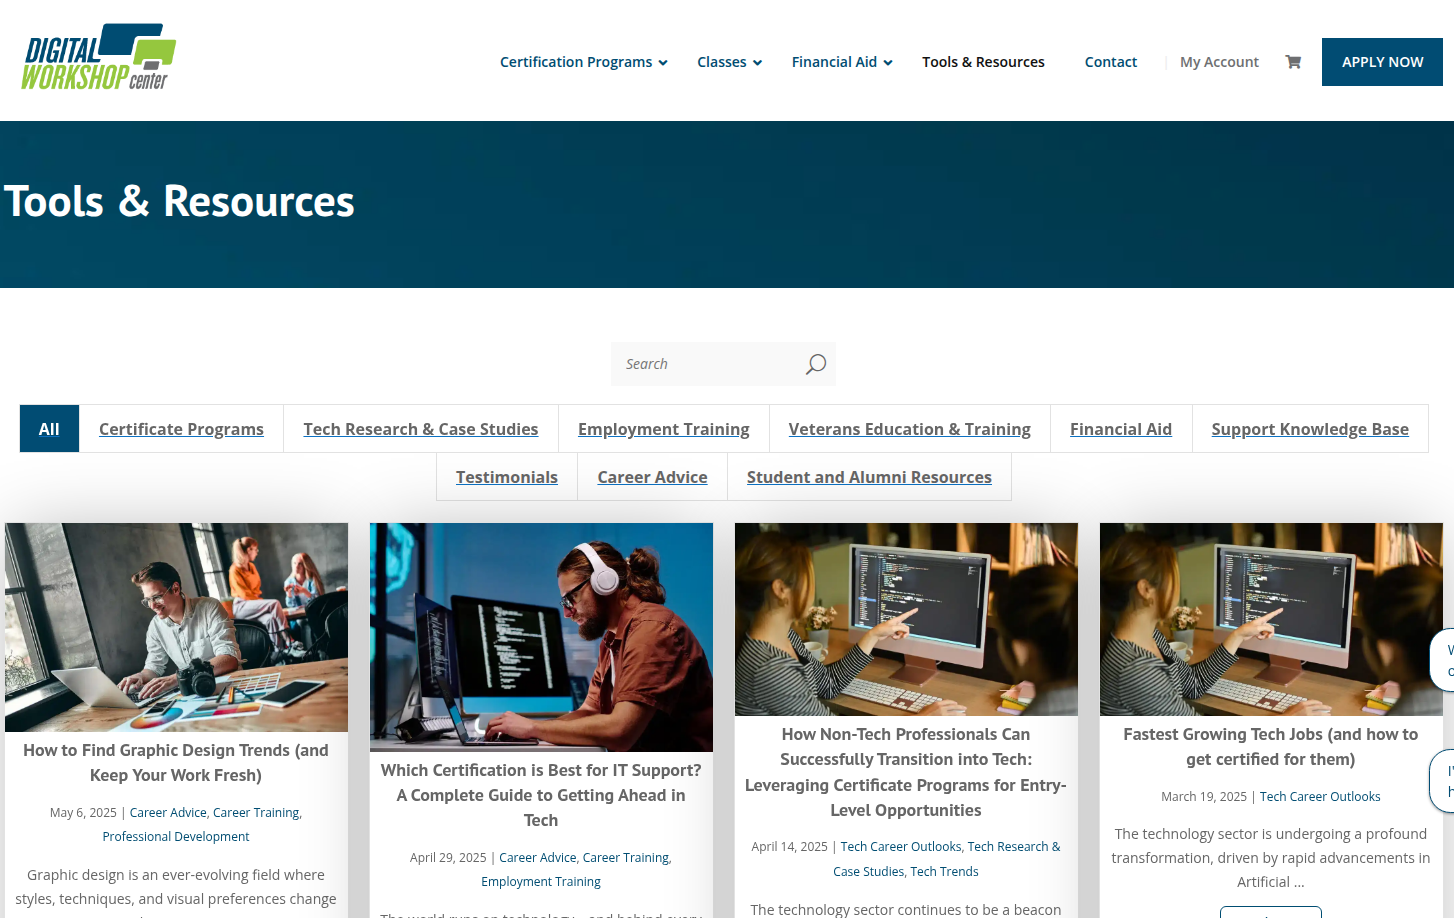 DIGITAL
WORKSHOP center
Certification Programs
Classes
Financial Aid
Tools & Resources
Contact
My Account
APPLY NOW
Tools & Resources
Search
All
Certificate Programs
Tech Research & Case Studies
Employment Training
Veterans Education & Training
Financial Aid
Support Knowledge Base
Testimonials
Career Advice
Student and Alumni Resources
How to Find Graphic Design Trends (and
Keep Your Work Fresh)
May 6, 2025 | Career Advice, Career Training,
Professional Development
Graphic design is an ever-evolving field where
styles, techniques, and visual preferences change
Which Certification is Best for IT Support?
A Complete Guide to Getting Ahead in
Tech
April 29, 2025 | Career Advice, Career Training,
Employment Training
The world runs on technology—and behind every
How Non-Tech Professionals Can
Successfully Transition into Tech:
Leveraging Certificate Programs for Entry-
Level Opportunities
April 14, 2025 | Tech Career Outlooks, Tech Research &
Case Studies, Tech Trends
The technology sector continues to be a beacon
Fastest Growing Tech Jobs (and how to
get certified for them)
March 19, 2025 | Tech Career Outlooks
The technology sector is undergoing a profound
transformation, driven by rapid advancements in
Artificial ...